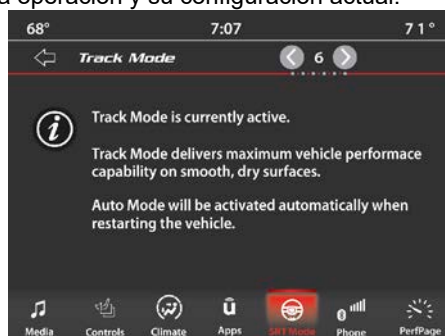 a operación y su configuración actual.
68° 7:07 71°
Track Mode 6
Track Mode is currently active.
Track Mode delivers maximum vehicle performace
capability on smooth, dry surfaces.
Auto Mode will be activated automatically when
restarting the vehicle.
Media Controls Climate Apps SRT Mode Phone PerfPage